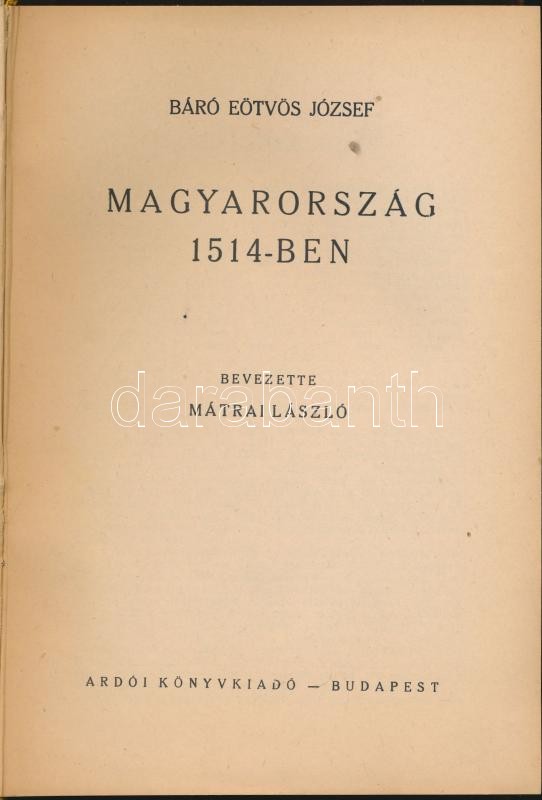 BÁRÓ EÖTVÖS JÓZSEF
MAGYARORSZÁG
1514-BEN
BEVEZETTE
MÁTRAI LÁSZLÓ
darabanth
ARDÓI KÖNYVKIADÓ — BUDAPEST